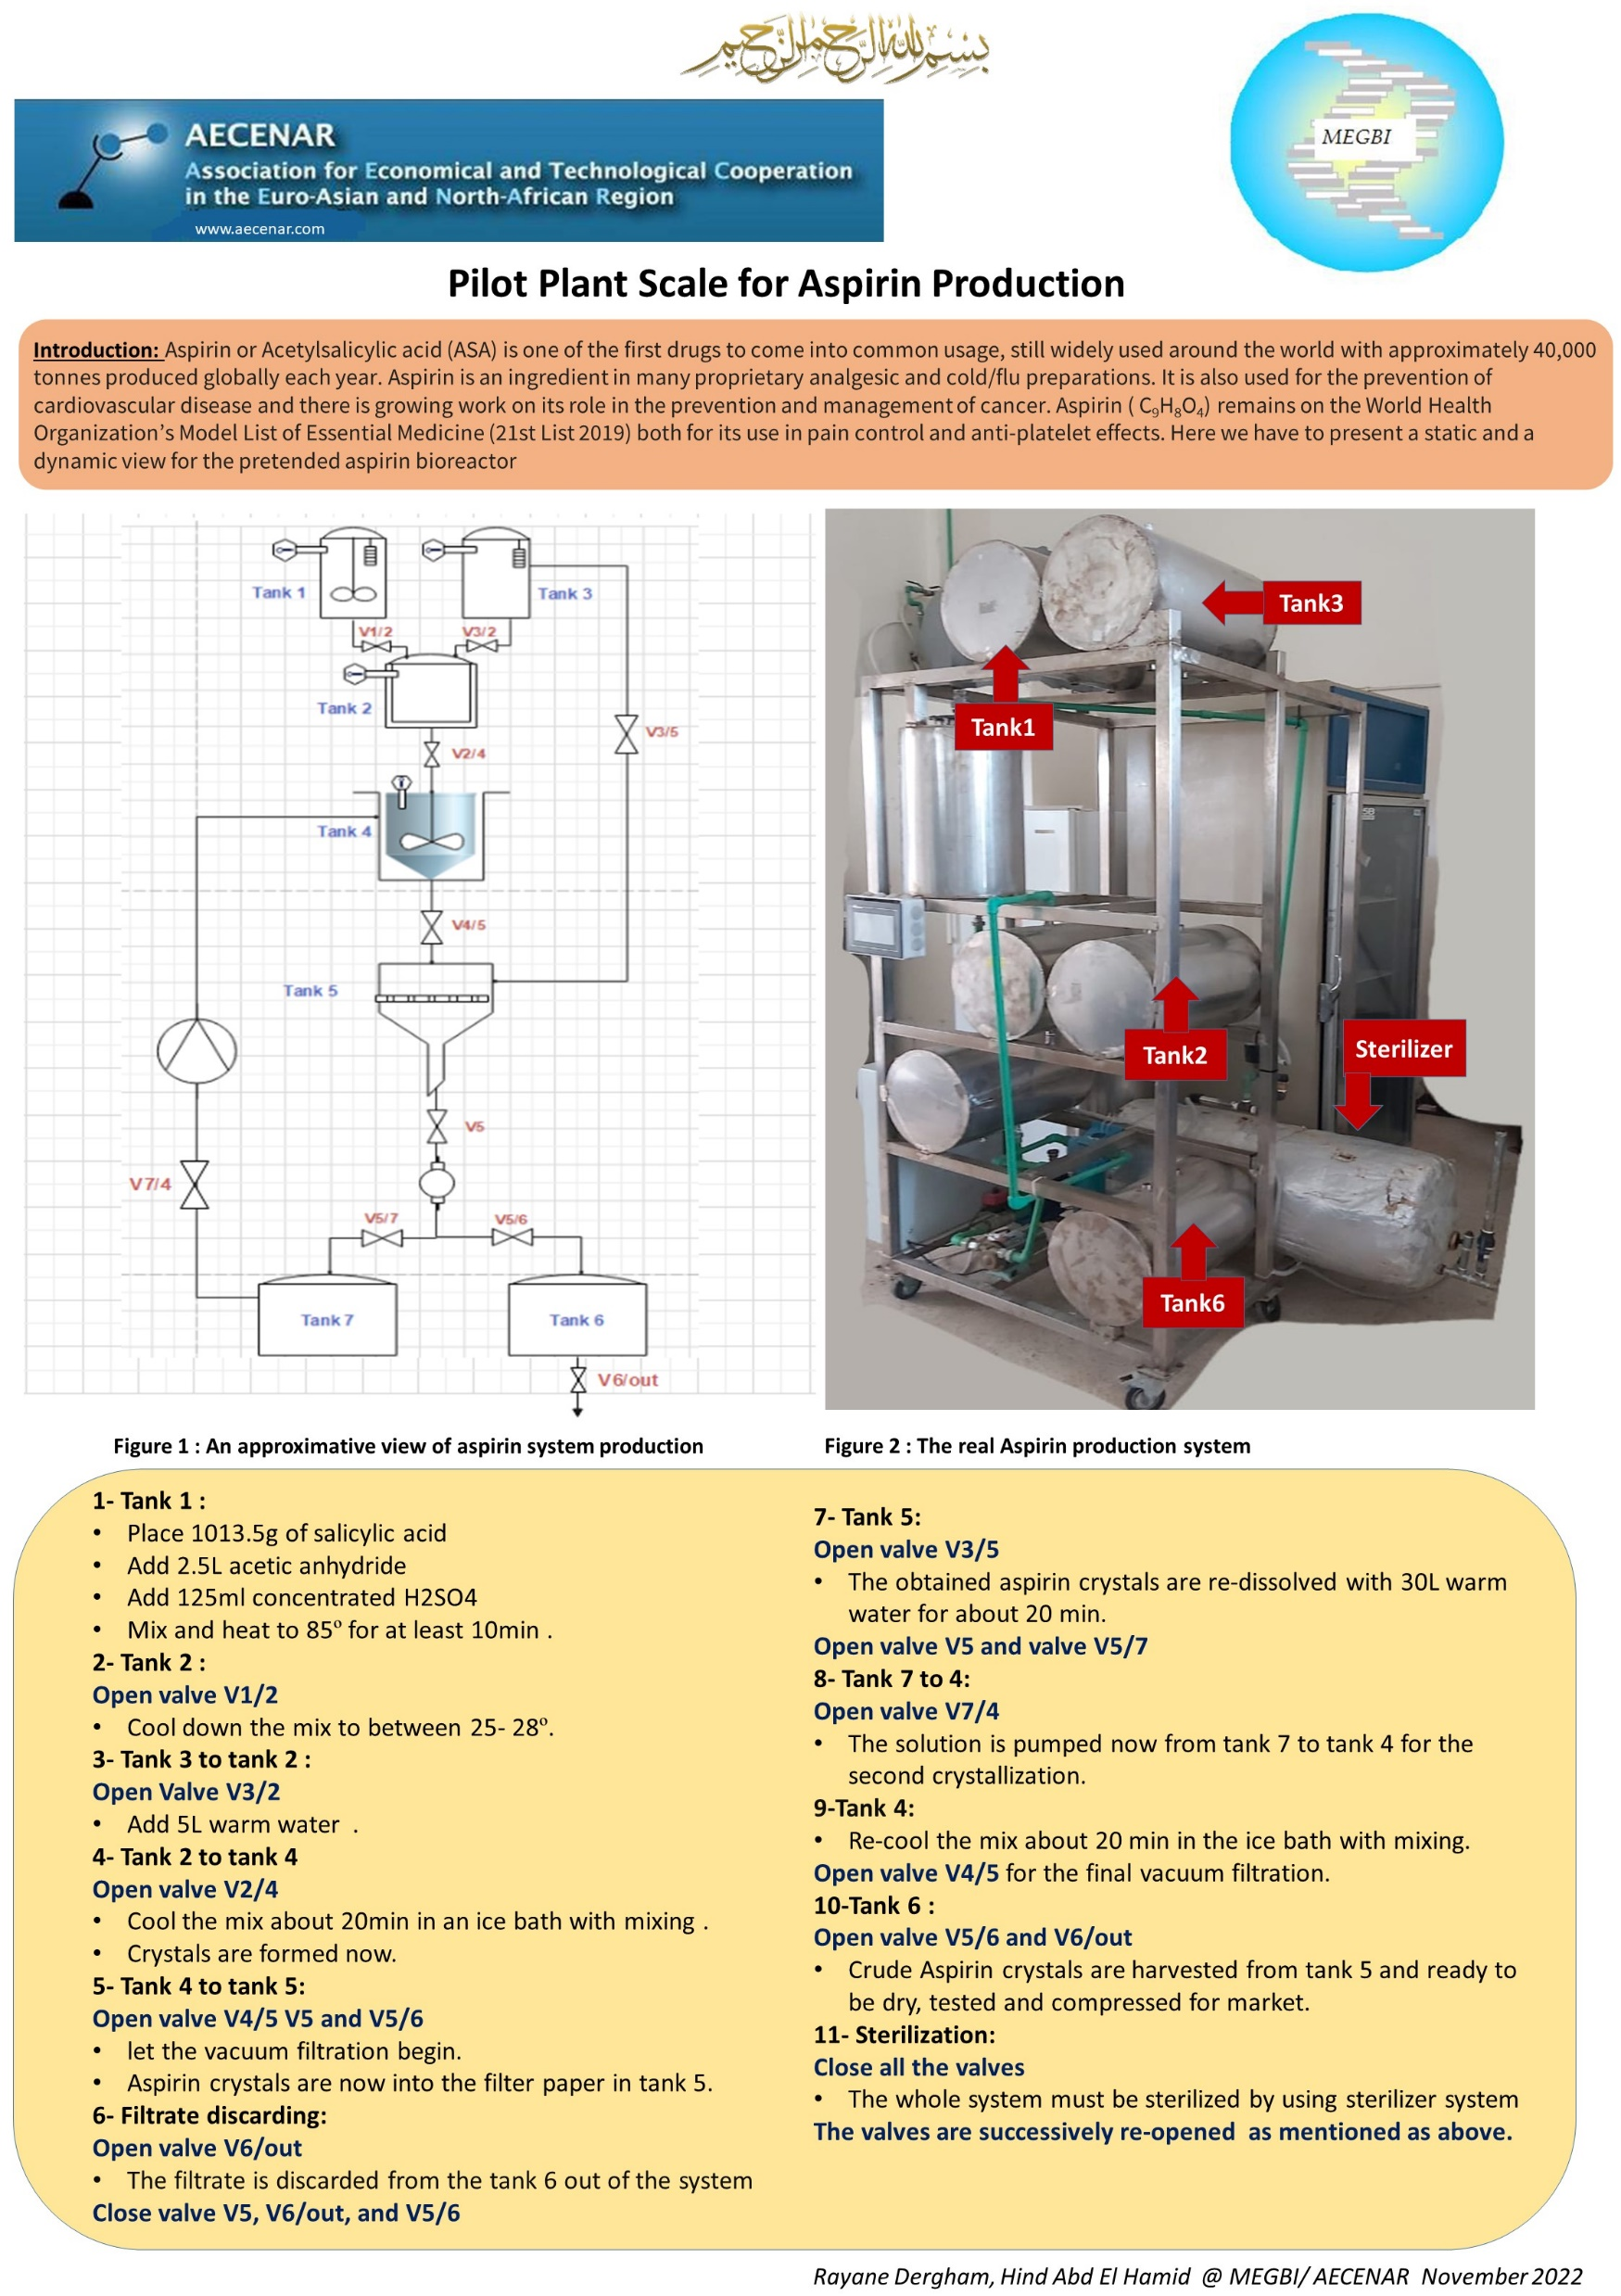 بسم الله الرحمن الرحيم
MEGBI
AECENAR
Association for Economical and Technological Cooperation
in the Euro-Asian and North-African Region
www.aecenar.com
Pilot Plant Scale for Aspirin Production
Introduction: Aspirin or Acetylsalicylic acid (ASA) is one of the first drugs to come into common usage, still widely used around the world with approximately 40,000
tonnes produced globally each year. Aspirin is an ingredient in many proprietary analgesic and cold/flu preparations. It is also used for the prevention of
cardiovascular disease and there is growing work on its role in the prevention and management of cancer. Aspirin ( C₉H₈O₄) remains on the World Health
Organization’s Model List of Essential Medicine (21st List 2019) both for its use in pain control and anti-platelet effects. Here we have to present a static and a
dynamic view for the pretended aspirin bioreactor
Tank 1
Tank 3
V1/2
V3/2
Tank 2
V3/5
V2/4
Tank 4
V4/5
Tank 5
V5
V7/4
V5/7
V5/6
Tank 7
Tank 6
V6/out
Tank3
Tank1
Tank2
Sterilizer
Tank6
Figure 1 : An approximative view of aspirin system production
Figure 2 : The real Aspirin production system
1- Tank 1 :
• Place 1013.5g of salicylic acid
• Add 2.5L acetic anhydride
• Add 125ml concentrated H2SO4
• Mix and heat to 85º for at least 10min .
2- Tank 2 :
Open valve V1/2
• Cool down the mix to between 25- 28º.
3- Tank 3 to tank 2 :
Open Valve V3/2
• Add 5L warm water .
4- Tank 2 to tank 4
Open valve V2/4
• Cool the mix about 20min in an ice bath with mixing .
• Crystals are formed now.
5- Tank 4 to tank 5:
Open valve V4/5 V5 and V5/6
• let the vacuum filtration begin.
• Aspirin crystals are now into the filter paper in tank 5.
6- Filtrate discarding:
Open valve V6/out
• The filtrate is discarded from the tank 6 out of the system
Close valve V5, V6/out, and V5/6
7- Tank 5:
Open valve V3/5
• The obtained aspirin crystals are re-dissolved with 30L warm
water for about 20 min.
Open valve V5 and valve V5/7
8- Tank 7 to 4:
Open valve V7/4
• The solution is pumped now from tank 7 to tank 4 for the
second crystallization.
9-Tank 4:
• Re-cool the mix about 20 min in the ice bath with mixing.
Open valve V4/5 for the final vacuum filtration.
10-Tank 6 :
Open valve V5/6 and V6/out
• Crude Aspirin crystals are harvested from tank 5 and ready to
be dry, tested and compressed for market.
11- Sterilization:
Close all the valves
• The whole system must be sterilized by using sterilizer system
The valves are successively re-opened as mentioned as above.
Rayane Dergham, Hind Abd El Hamid @ MEGBI/ AECENAR November 2022